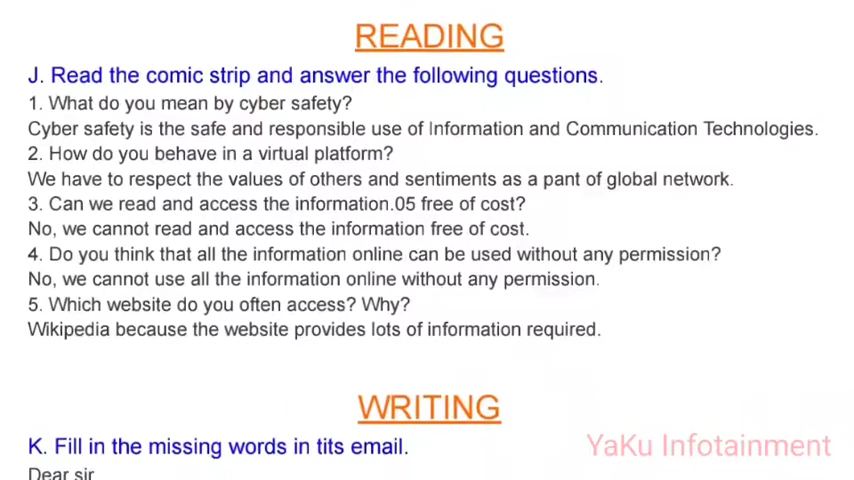 READING
J. Read the comic strip and answer the following questions.
1. What do you mean by cyber safety?
Cyber safety is the safe and responsible use of Information and Communication Technologies.
2. How do you behave in a virtual platform?
We have to respect the values of others and sentiments as a pant of global network.
3. Can we read and access the information.05 free of cost?
No, we cannot read and access the information free of cost.
4. Do you think that all the information online can be used without any permission?
No, we cannot use all the information online without any permission.
5. Which website do you often access? Why?
Wikipedia because the website provides lots of information required.
WRITING
K. Fill in the missing words in tits email.
YaKu Infotainment
Dear sir